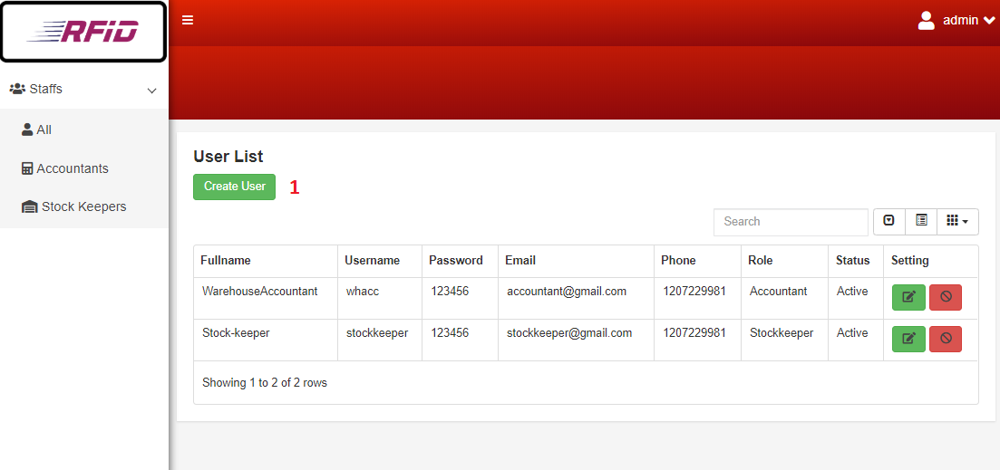 RFiD
admin
Staffs
All
Accountants
Stock Keepers
User List
Create User 1
Search
Fullname Username Password Email Phone Role Status Setting
WarehouseAccountant whacc 123456 accountant@gmail.com 1207229981 Accountant Active
Stock-keeper stockkeeper 123456 stockkeeper@gmail.com 1207229981 Stockkeeper Active
Showing 1 to 2 of 2 rows